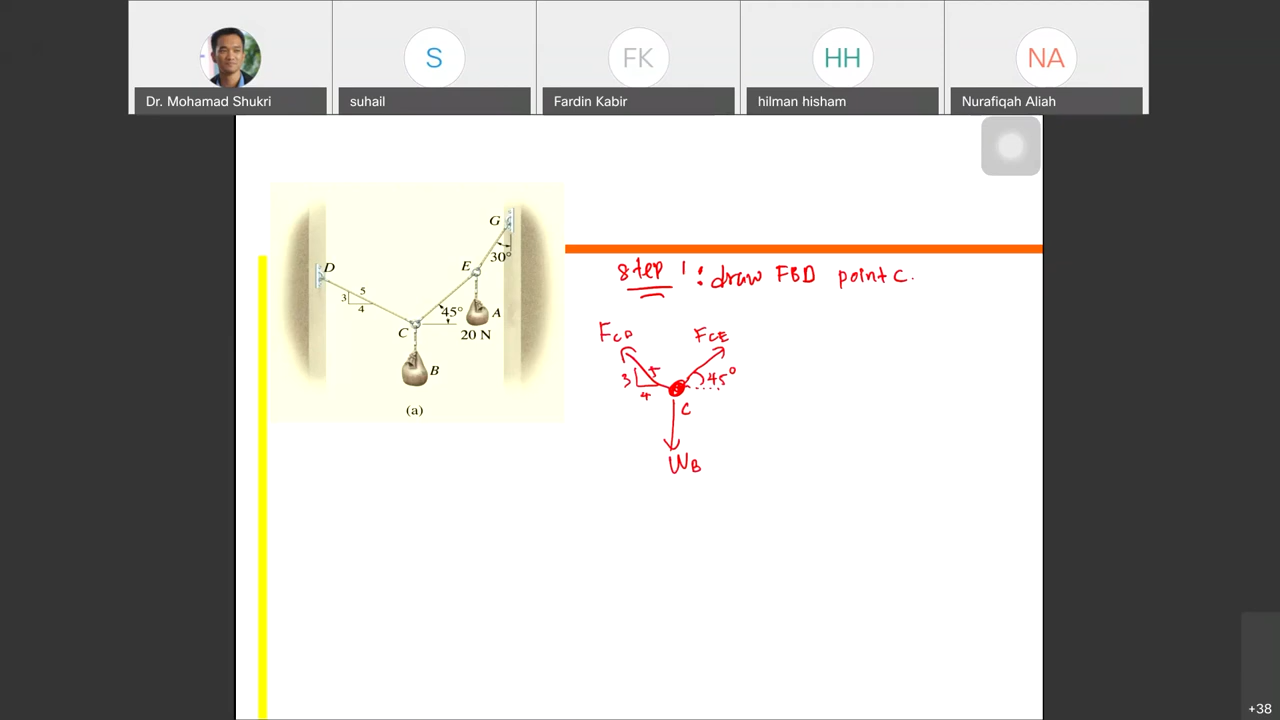 S
FK
HH
NA
Dr. Mohamad Shukri
suhail
Fardin Kabir
hilman hisham
Nurafiqah Aliah
G
30°
D
E
5
3
4
45°
A
C
20 N
B
(a)
step 1 : draw FBD point C.
FCD
FCE
3
5
4
45°
C
WB
+38